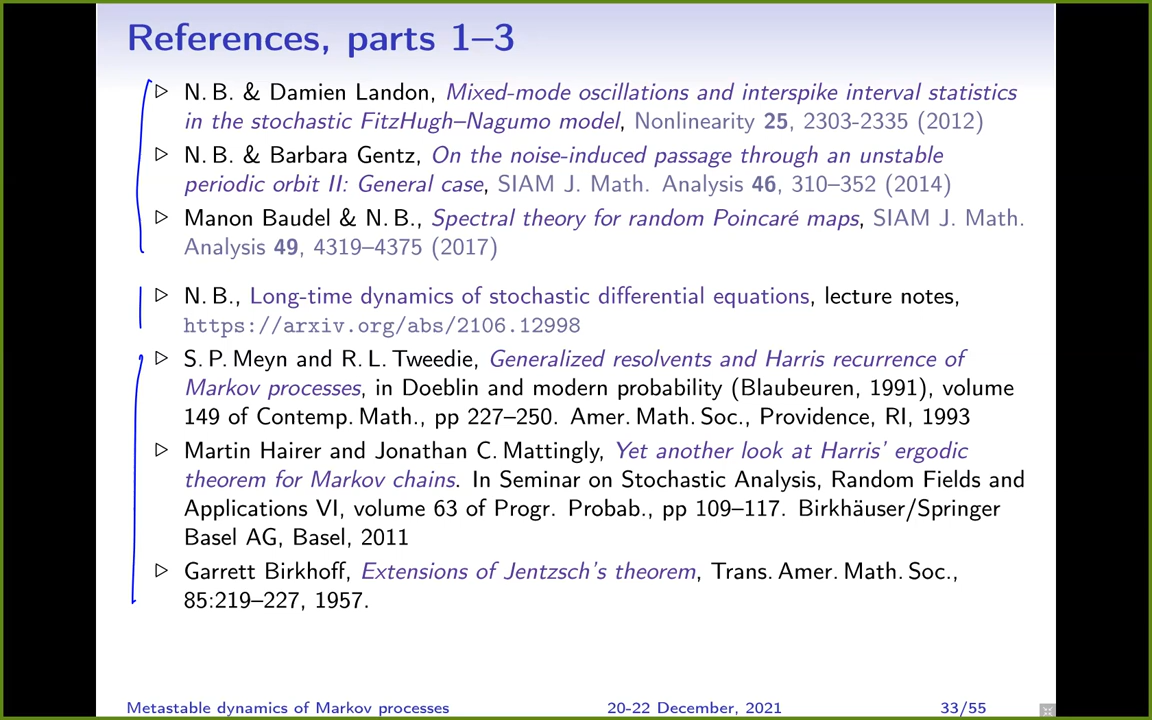 References, parts 1–3
▷ N. B. & Damien Landon, Mixed-mode oscillations and interspike interval statistics
in the stochastic FitzHugh–Nagumo model, Nonlinearity 25, 2303-2335 (2012)
▷ N. B. & Barbara Gentz, On the noise-induced passage through an unstable
periodic orbit II: General case, SIAM J. Math. Analysis 46, 310–352 (2014)
▷ Manon Baudel & N. B., Spectral theory for random Poincaré maps, SIAM J. Math.
Analysis 49, 4319–4375 (2017)
▷ N. B., Long-time dynamics of stochastic differential equations, lecture notes,
https://arxiv.org/abs/2106.12998
▷ S. P. Meyn and R. L. Tweedie, Generalized resolvents and Harris recurrence of
Markov processes, in Doeblin and modern probability (Blaubeuren, 1991), volume
149 of Contemp. Math., pp 227–250. Amer. Math. Soc., Providence, RI, 1993
▷ Martin Hairer and Jonathan C. Mattingly, Yet another look at Harris' ergodic
theorem for Markov chains. In Seminar on Stochastic Analysis, Random Fields and
Applications VI, volume 63 of Progr. Probab., pp 109–117. Birkhäuser/Springer
Basel AG, Basel, 2011
▷ Garrett Birkhoff, Extensions of Jentzsch's theorem, Trans. Amer. Math. Soc.,
85:219–227, 1957.
Metastable dynamics of Markov processes 20-22 December, 2021 33/55